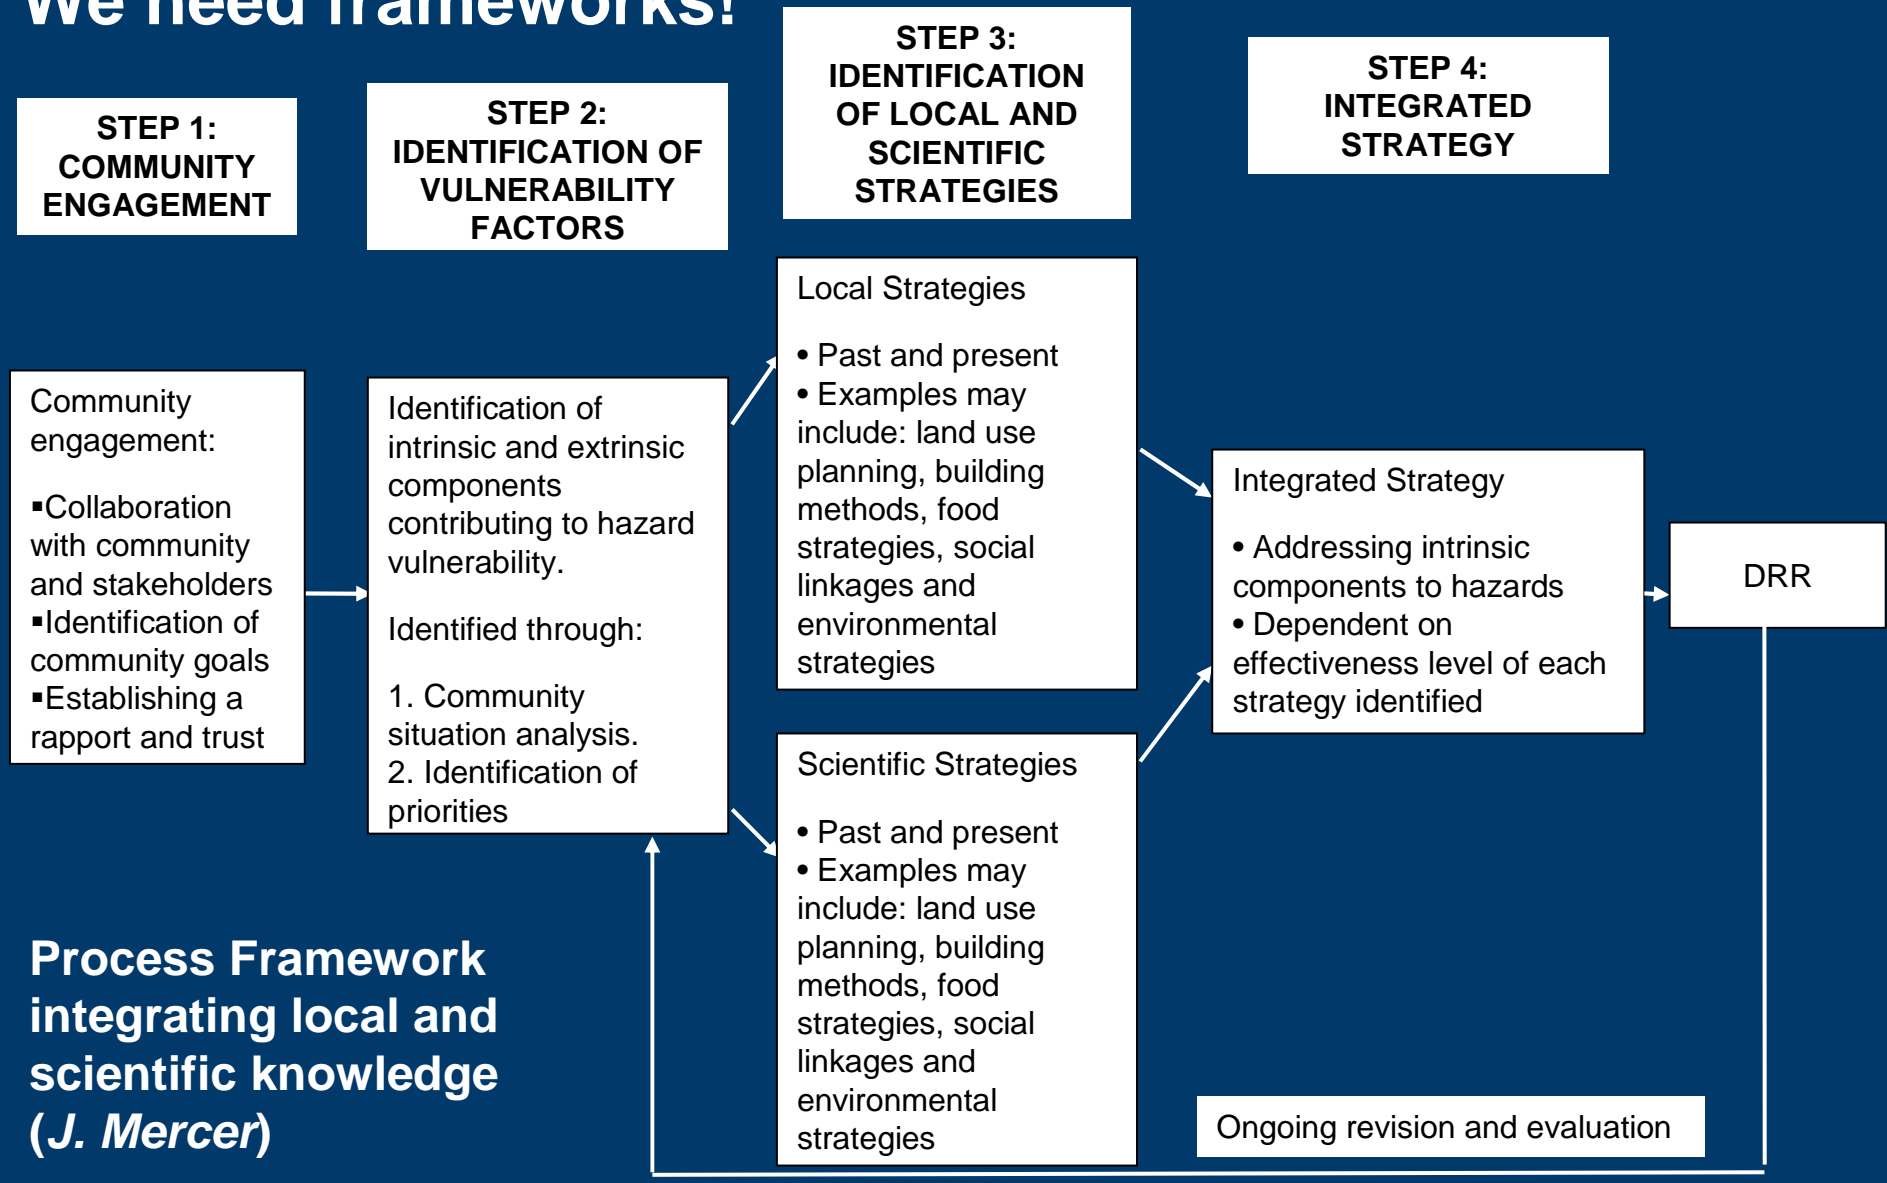 We need frameworks!
STEP 1:
COMMUNITY
ENGAGEMENT
STEP 2:
IDENTIFICATION OF
VULNERABILITY
FACTORS
STEP 3:
IDENTIFICATION
OF LOCAL AND
SCIENTIFIC
STRATEGIES
STEP 4:
INTEGRATED
STRATEGY
Community
engagement:
▪Collaboration
with community
and stakeholders
▪Identification of
community goals
▪Establishing a
rapport and trust
Identification of
intrinsic and extrinsic
components
contributing to hazard
vulnerability.
Identified through:
1. Community
situation analysis.
2. Identification of
priorities
Local Strategies
• Past and present
• Examples may
include: land use
planning, building
methods, food
strategies, social
linkages and
environmental
strategies
Scientific Strategies
• Past and present
• Examples may
include: land use
planning, building
methods, food
strategies, social
linkages and
environmental
strategies
Integrated Strategy
• Addressing intrinsic
components to hazards
• Dependent on
effectiveness level of each
strategy identified
DRR
Ongoing revision and evaluation
Process Framework
integrating local and
scientific knowledge
(J. Mercer)